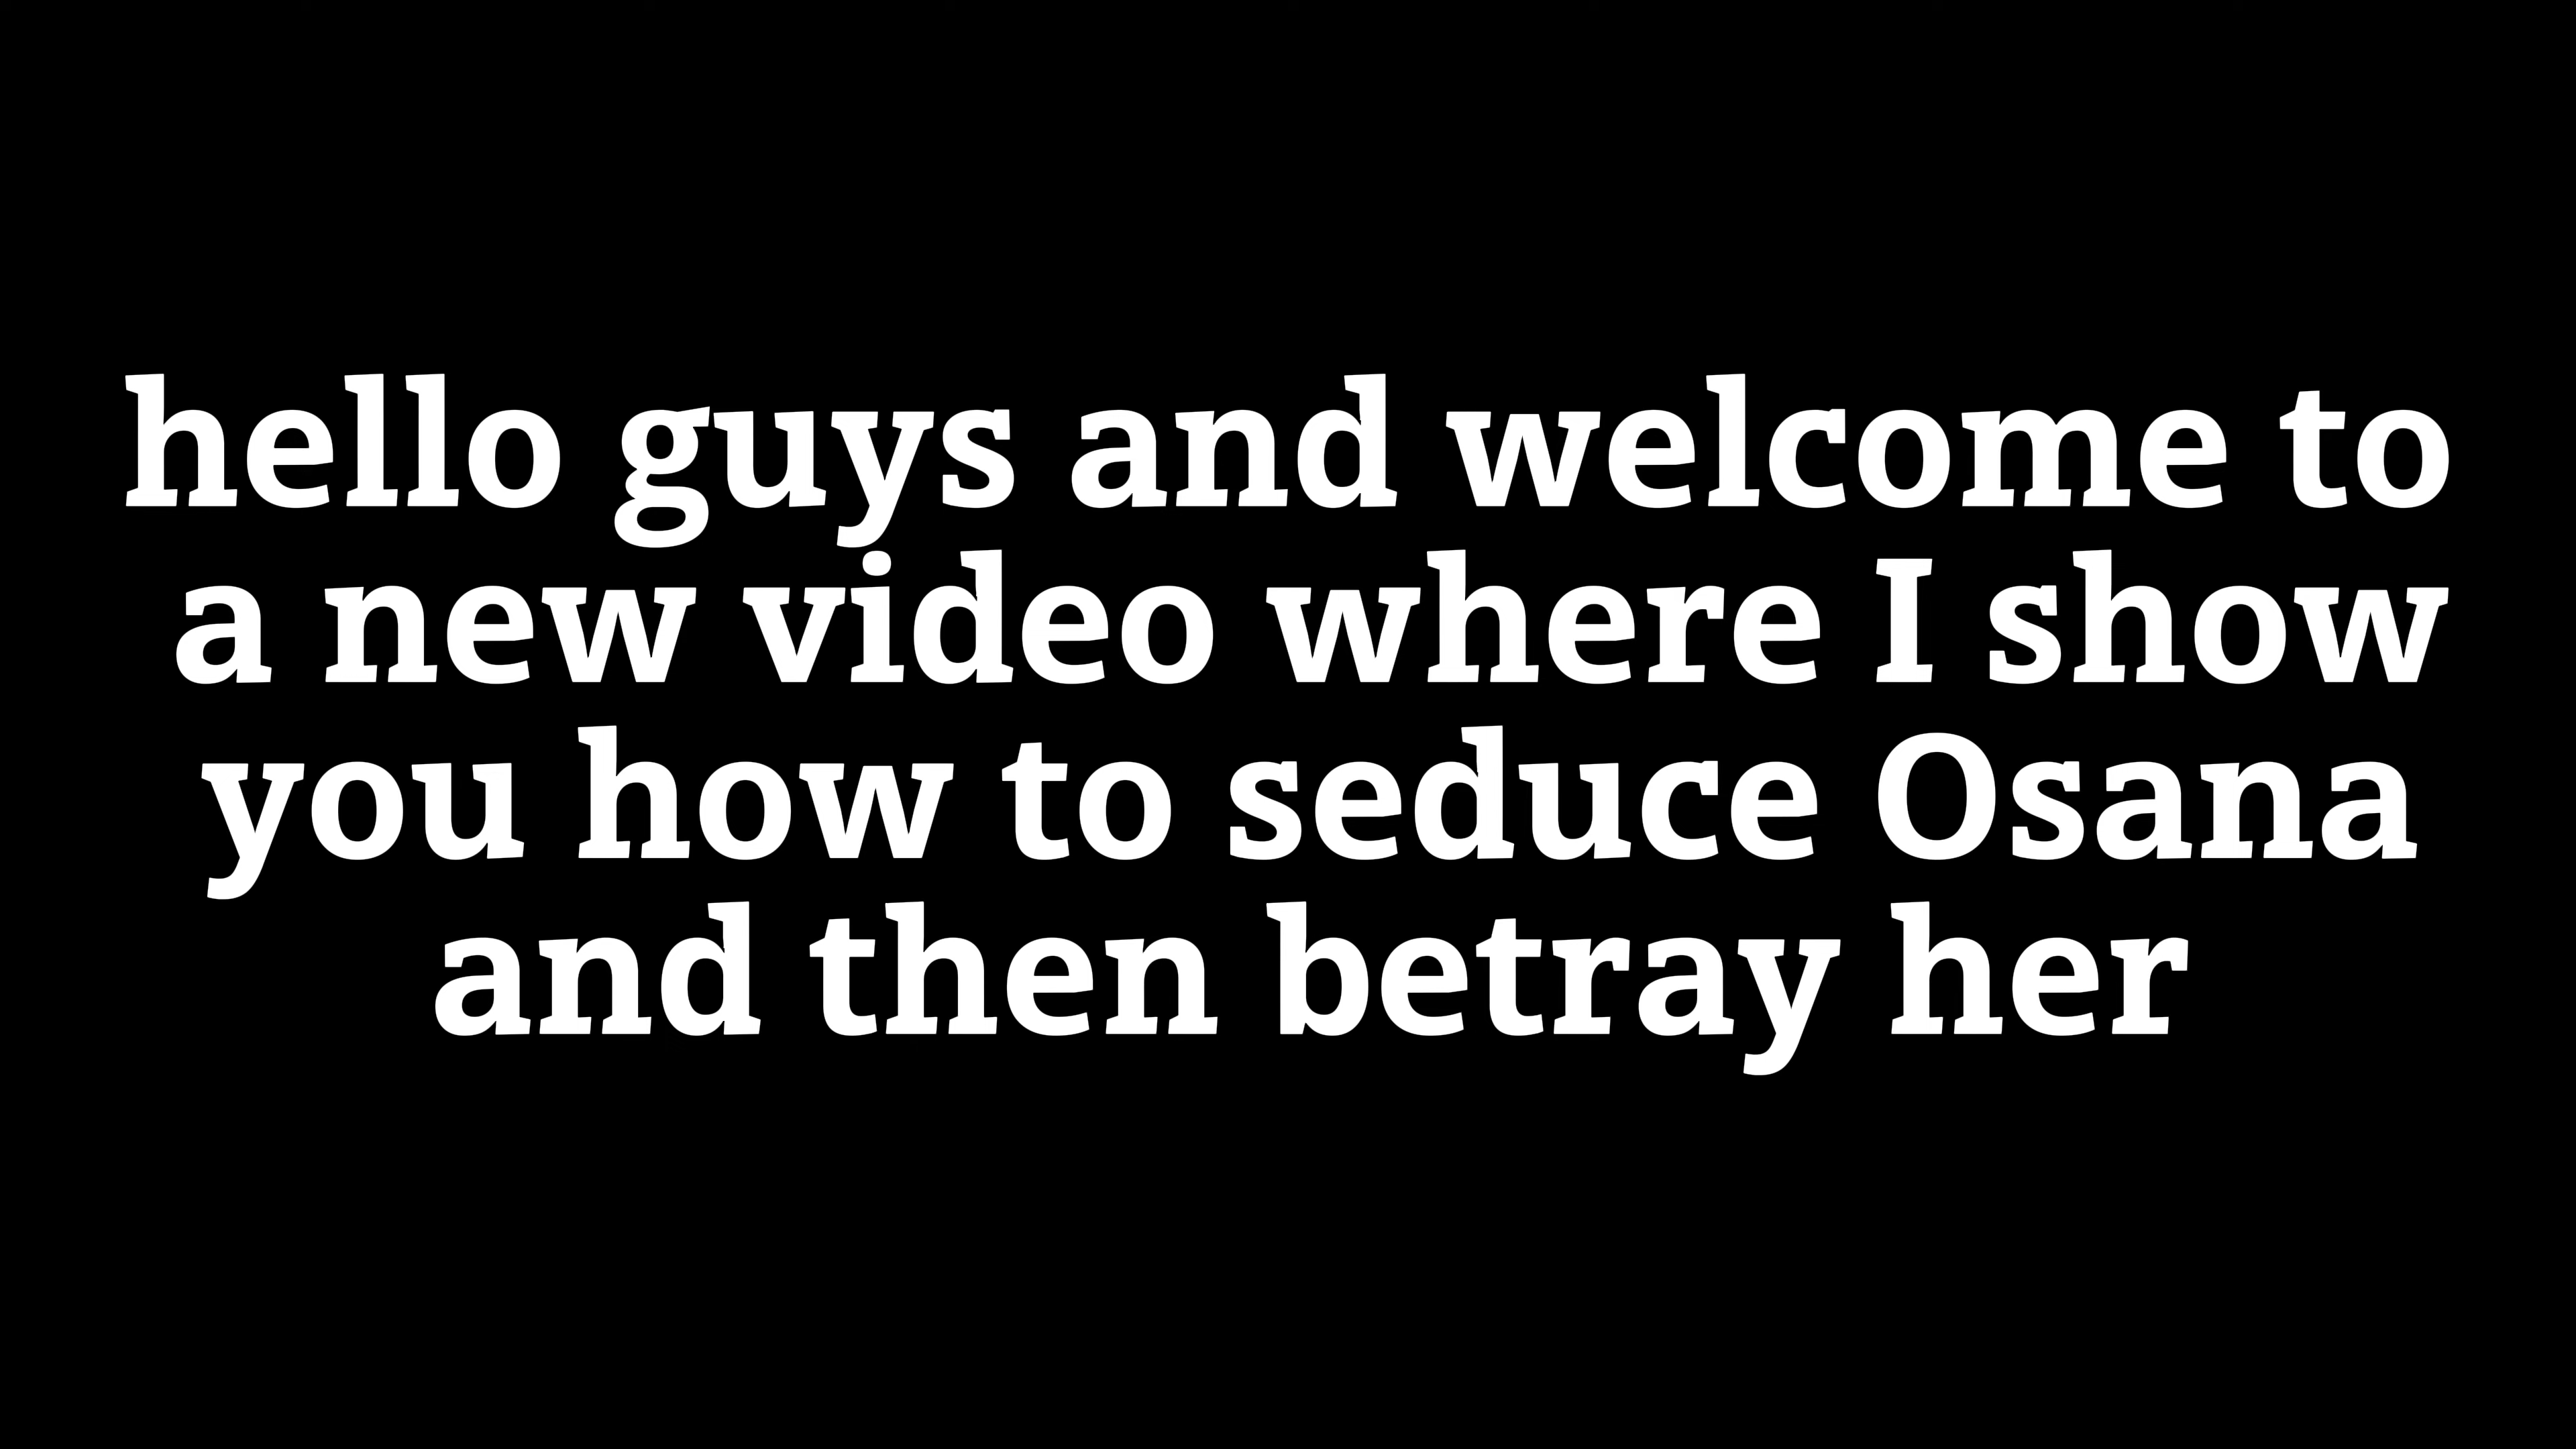 hello guys and welcome to
a new video where I show
you how to seduce Osana
and then betray her